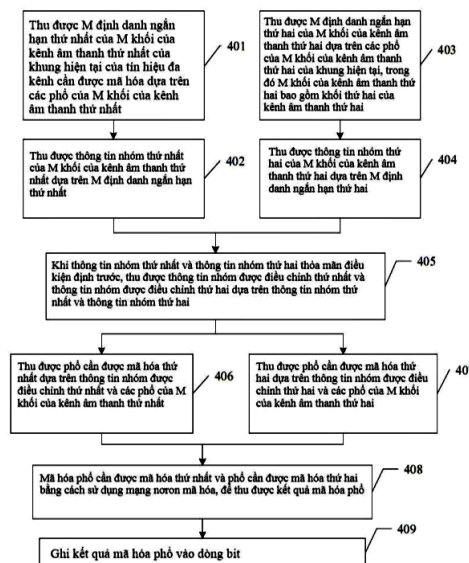 Thu được M định danh ngắn
hạn thứ nhất của M khối của
kênh âm thanh thứ nhất của
khung hiện tại của tín hiệu đa
kênh cần được mã hóa dựa trên
các phổ của M khối của kênh
âm thanh thứ nhất
401
Thu được M định danh ngắn hạn
thứ hai của M khối của kênh âm
thanh thứ hai dựa trên các phổ
của M khối của kênh âm thanh
thứ hai của khung hiện tại, trong
đó M khối của kênh âm thanh thứ
hai bao gồm khối thứ hai của
kênh âm thanh thứ hai
403
Thu được thông tin nhóm thứ nhất
của M khối của kênh âm thanh thứ
nhất dựa trên M định danh ngắn hạn
thứ nhất
402
Thu được thông tin nhóm thứ
hai của M khối của kênh âm
thanh thứ hai dựa trên M định
danh ngắn hạn thứ hai
404
Khi thông tin nhóm thứ nhất và thông tin nhóm thứ hai thỏa mãn điều
kiện định trước, thu được thông tin nhóm được điều chỉnh thứ nhất và
thông tin nhóm được điều chỉnh thứ hai dựa trên thông tin nhóm thứ
nhất và thông tin nhóm thứ hai
405
Thu được phổ cần được mã hóa thứ
nhất dựa trên thông tin nhóm được
điều chỉnh thứ nhất và các phổ của M
khối của kênh âm thanh thứ nhất
406
Thu được phổ cần được mã hóa thứ
hai dựa trên thông tin nhóm được điều
chỉnh thứ hai và các phổ của M khối
của kênh âm thanh thứ hai
Mã hóa phổ cần được mã hóa thứ nhất và phổ cần được mã hóa thứ hai
bằng cách sử dụng mạng nơron mã hóa, để thu được kết quả mã hóa phổ
408
Ghi kết quả mã hóa phổ vào dòng bit
409